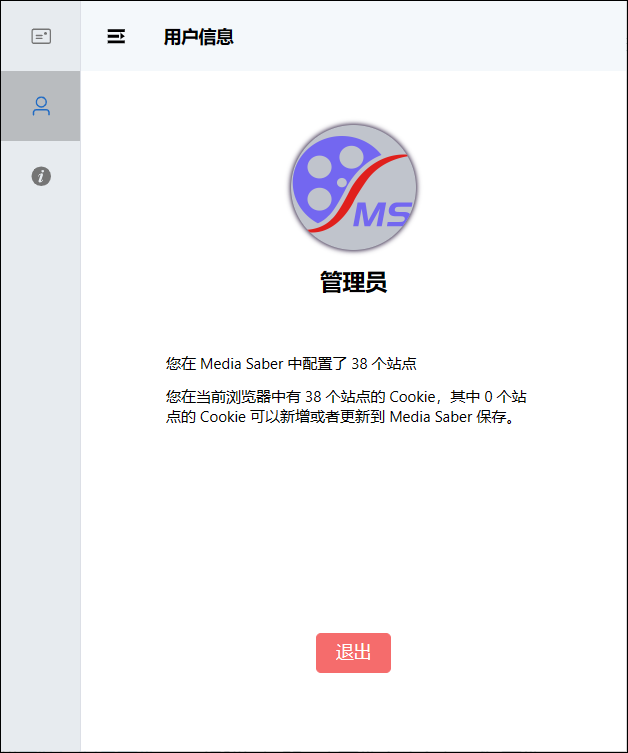 用户信息
MS
管理员
您在 Media Saber 中配置了 38 个站点
您在当前浏览器中有 38 个站点的 Cookie，其中 0 个站
点的 Cookie 可以新增或者更新到 Media Saber 保存。
退出